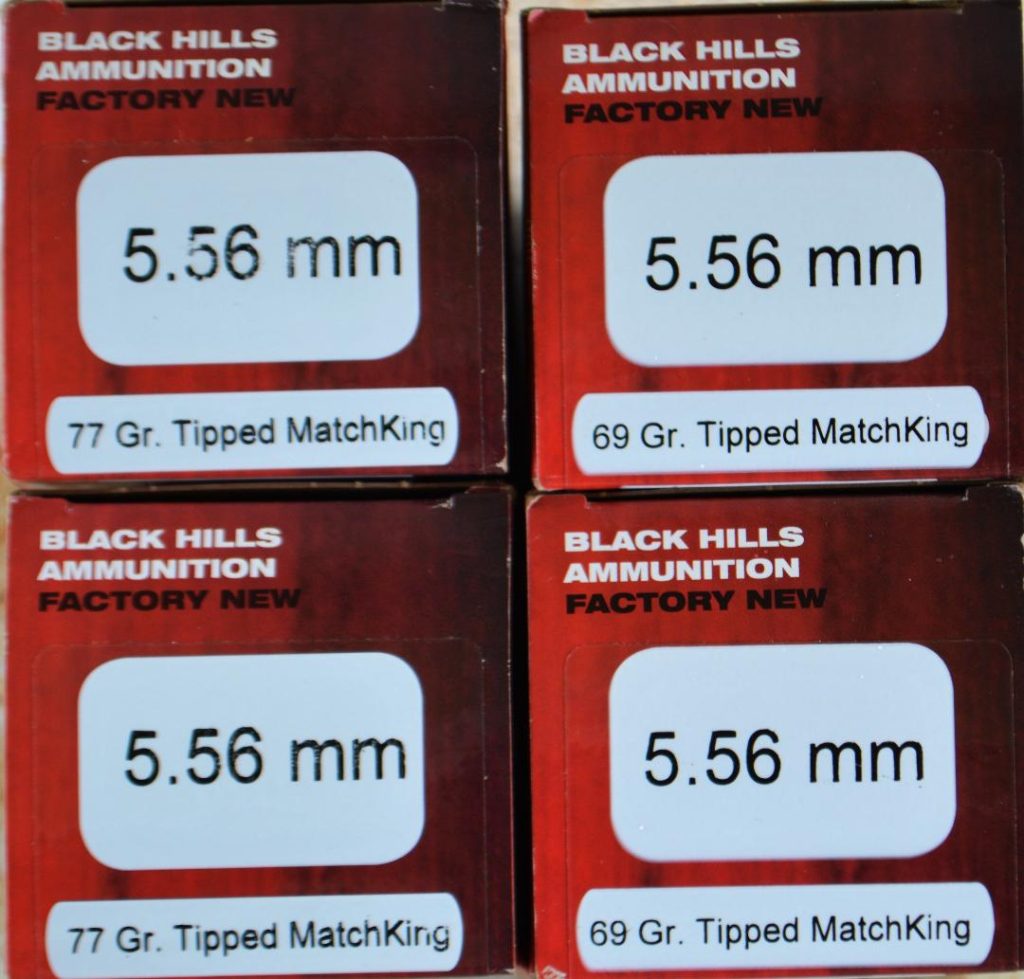 BLACK HILLS
AMMUNITION
FACTORY NEW
5.56 mm
77 Gr. Tipped MatchKing
BLACK HILLS
AMMUNITION
FACTORY NEW
5.56 mm
69 Gr. Tipped MatchKing
BLACK HILLS
AMMUNITION
FACTORY NEW
5.56 mm
77 Gr. Tipped MatchKing
BLACK HILLS
AMMUNITION
FACTORY NEW
5.56 mm
69 Gr. Tipped MatchKing